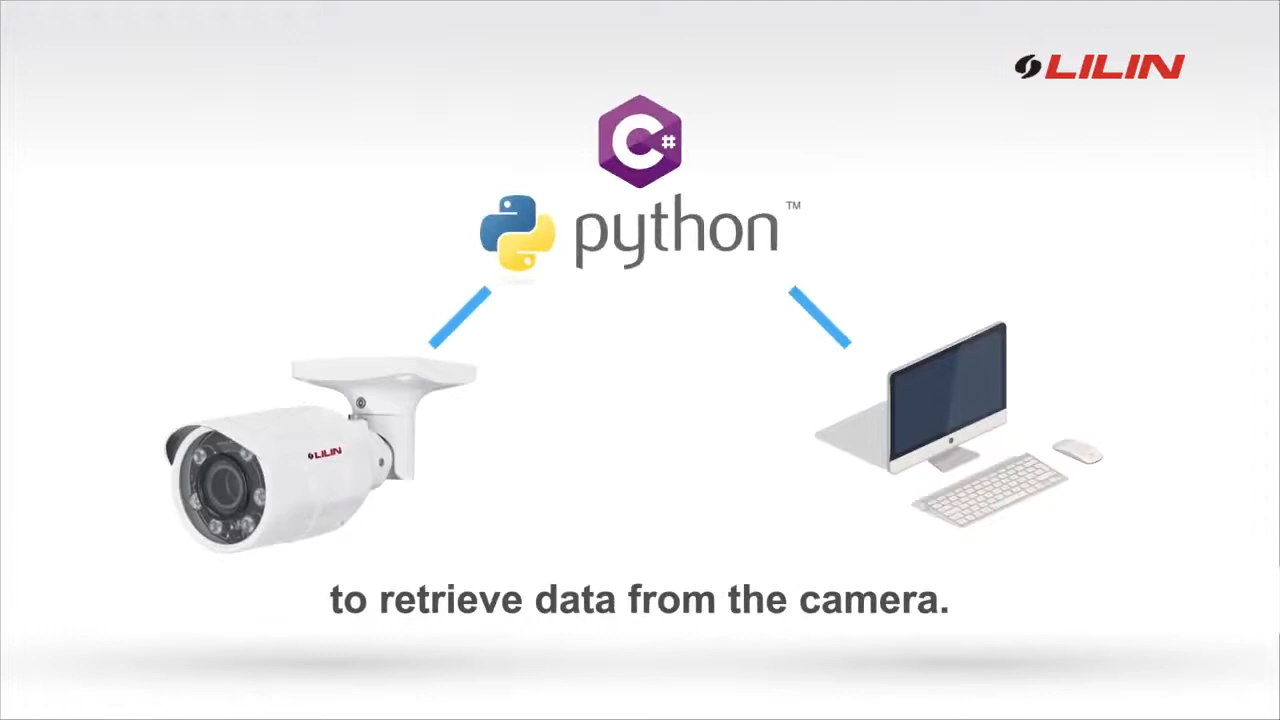 LILIN
C#
python™
LILIN
to retrieve data from the camera.